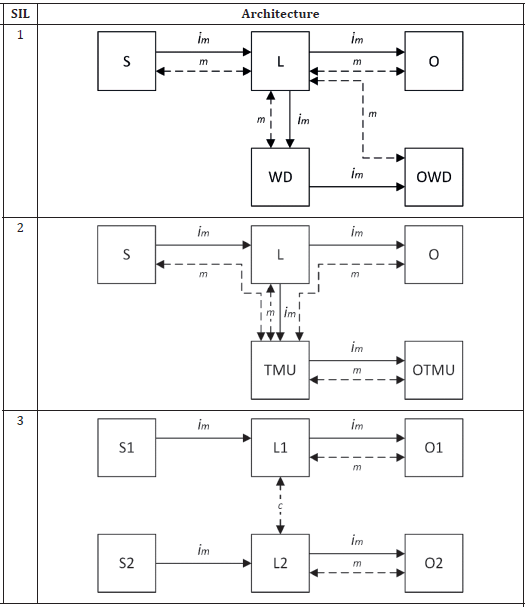 SIL Architecture
1
im im
S m L m O
m im m
WD im OWD
2
im im
S m L m O
m im
TMU im OTMU
m
3
S1 im L1 im O1
m
c
S2 im L2 im O2
m